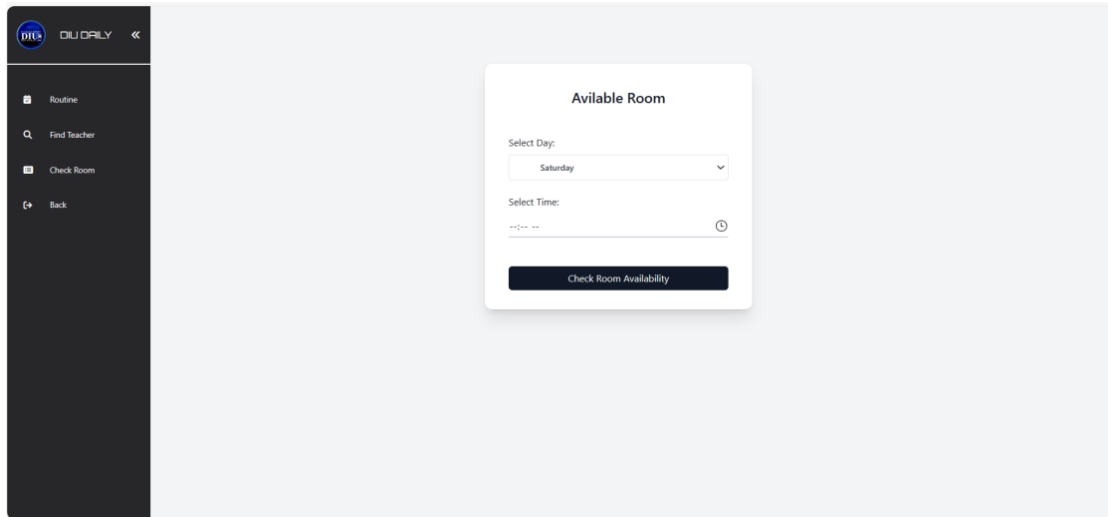 DIU
DIU DAILY
Routine
Find Teacher
Check Room
Back
Avilable Room
Select Day:
Saturday
Select Time:
--:-- --
Check Room Availability